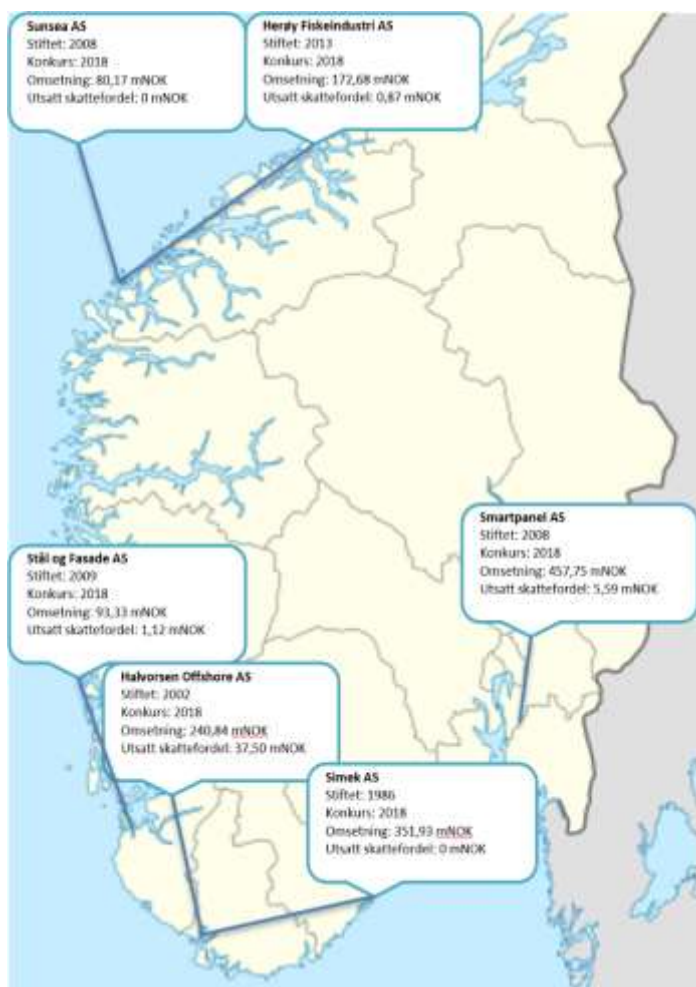 Sunsea AS
Stiftet: 2008
Konkurs: 2018
Omsetning: 80,17 mNOK
Utsatt skattefordel: 0 mNOK
Herøy Fiskeindustri AS
Stiftet: 2013
Konkurs: 2018
Omsetning: 172,68 mNOK
Utsatt skattefordel: 0,87 mNOK
Smartpanel AS
Stiftet: 2008
Konkurs: 2018
Omsetning: 457,75 mNOK
Utsatt skattefordel: 5,59 mNOK
Stål og Fasade AS
Stiftet: 2009
Konkurs: 2018
Omsetning: 93,33 mNOK
Utsatt skattefordel: 1,12 mNOK
Halvorsen Offshore AS
Stiftet: 2002
Konkurs: 2018
Omsetning: 240,84 mNOK
Utsatt skattefordel: 37,50 mNOK
Simek AS
Stiftet: 1986
Konkurs: 2018
Omsetning: 351,93 mNOK
Utsatt skattefordel: 0 mNOK